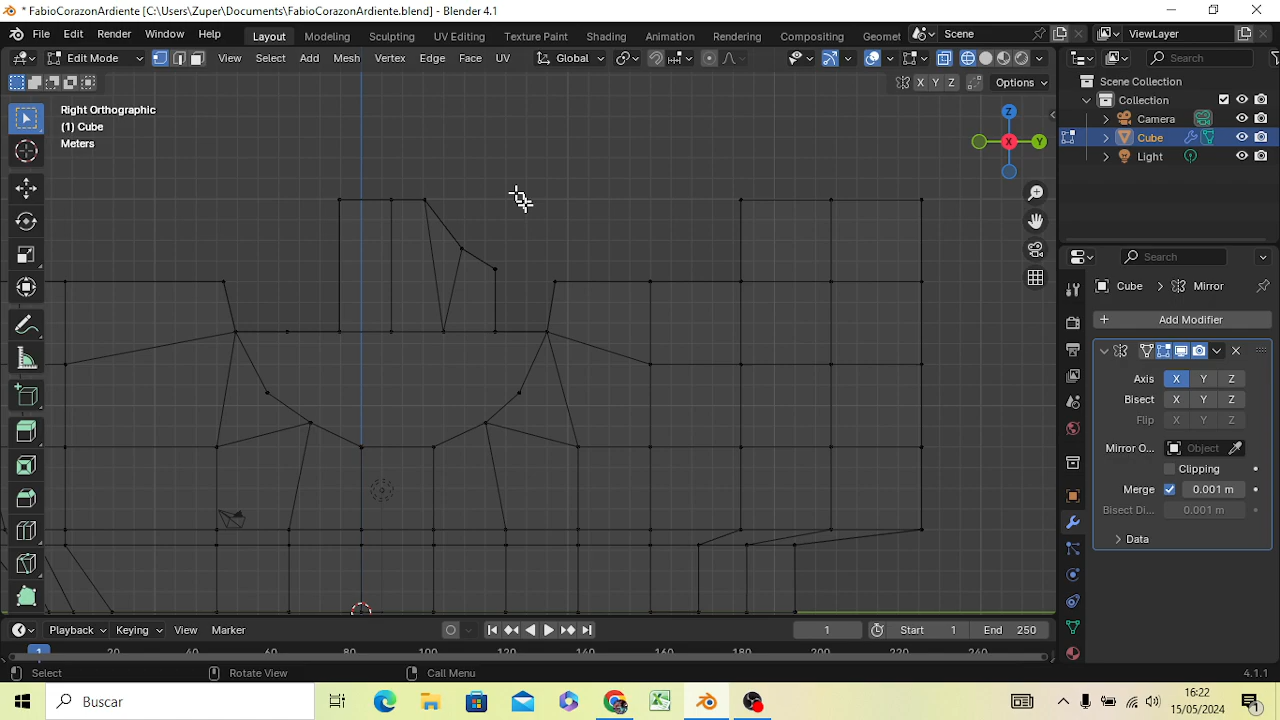 * FabioCorazonArdiente [C:\Users\Zuper\Documents\FabioCorazonArdiente.blend] - Blender 4.1
File Edit Render Window Help Layout Modeling Sculpting UV Editing Texture Paint Shading Animation Rendering Compositing Geomet Scene ViewLayer
Edit Mode View Select Add Mesh Vertex Edge Face UV Global Search
X Y Z Options
Scene Collection
Collection
Camera
Cube
Light
Right Orthographic
(1) Cube
Meters
Z
X Y
Search
Cube Mirror
+ Add Modifier
Axis X Y Z
Bisect X Y Z
Flip X Y Z
Mirror O... Object
Clipping
Merge 0.001 m
Bisect Di... 0.001 m
Data
Playback Keying View Marker 1 Start 1 End 250
1 20 40 60 80 100 120 140 160 180 200 220 240
Select Rotate View Call Menu 4.1.1
Buscar 16:22
15/05/2024 1